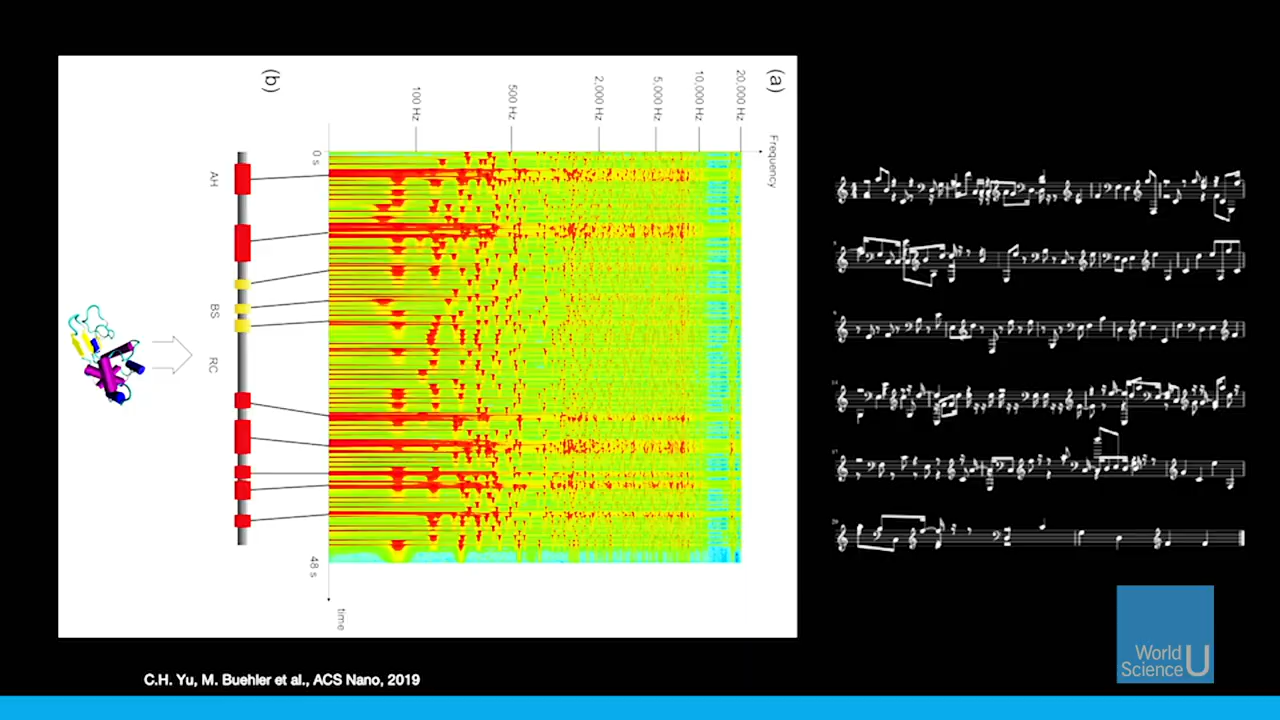 (a)
Frequency
20,000 Hz
10,000 Hz
5,000 Hz
2,000 Hz
500 Hz
100 Hz
0 s
48 s
time
(b)
AH
BS
RC
C.H. Yu, M. Buehler et al., ACS Nano, 2019
World
Science U